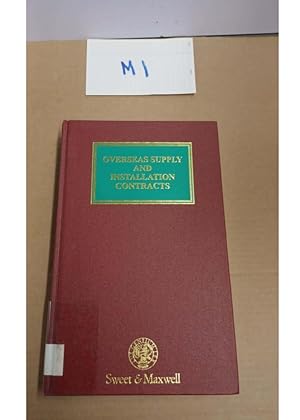 M1
OVERSEAS SUPPLY
AND
INSTALLATION
CONTRACTS
Sweet & Maxwell